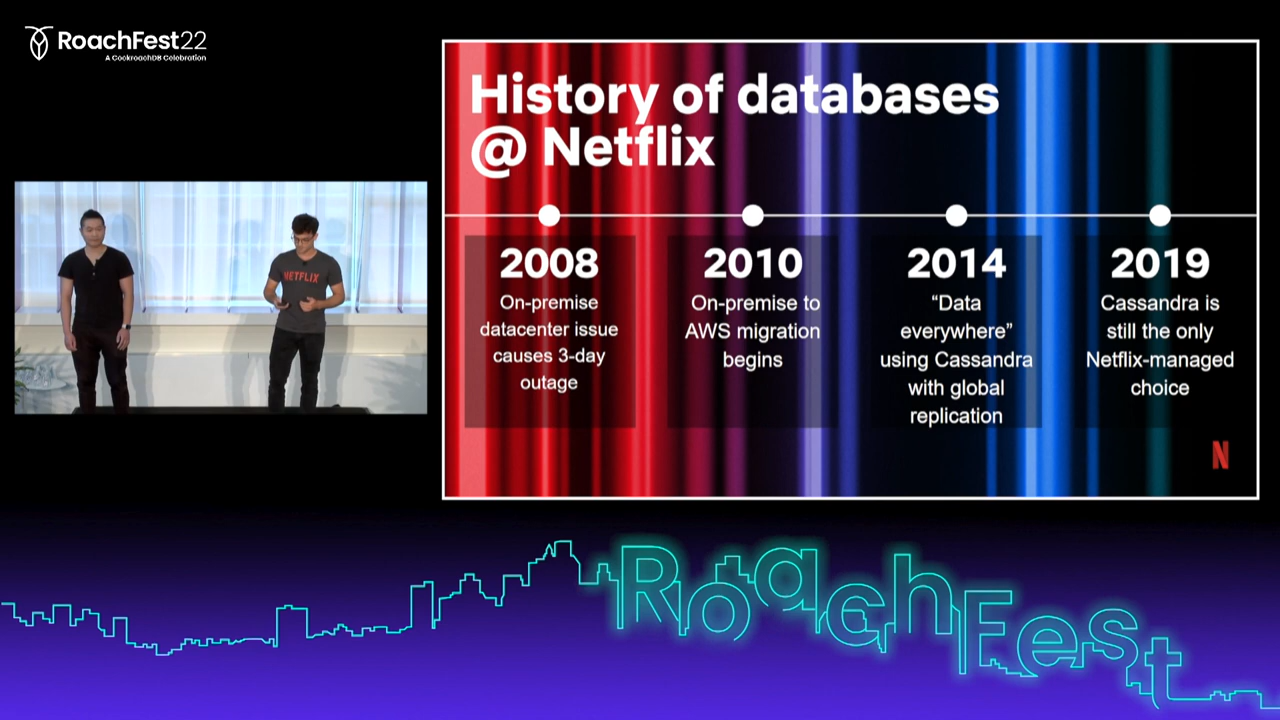 RoachFest22
A CockroachDB Celebration
History of databases
@ Netflix
2008
On-premise
datacenter issue
causes 3-day
outage
2010
On-premise to
AWS migration
begins
2014
“Data
everywhere”
using Cassandra
with global
replication
2019
Cassandra is
still the only
Netflix-managed
choice
N
NETFLIX
RoachFest